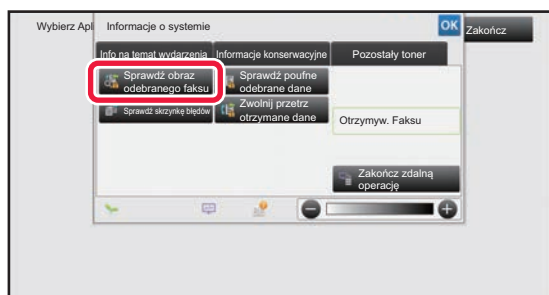 Wybierz Apl
Informacje o systemie
OK
Zakończ
Info na temat wydarzenia
Informacje konserwacyjne
Pozostały toner
Sprawdź obraz
odebranego faksu
Sprawdź poufne
odebrane dane
Sprawdź skrzynkę błędów
Zwolnij przetrz
otrzymane dane
Otrzymyw. Faksu
Zakończ zdalną
operację